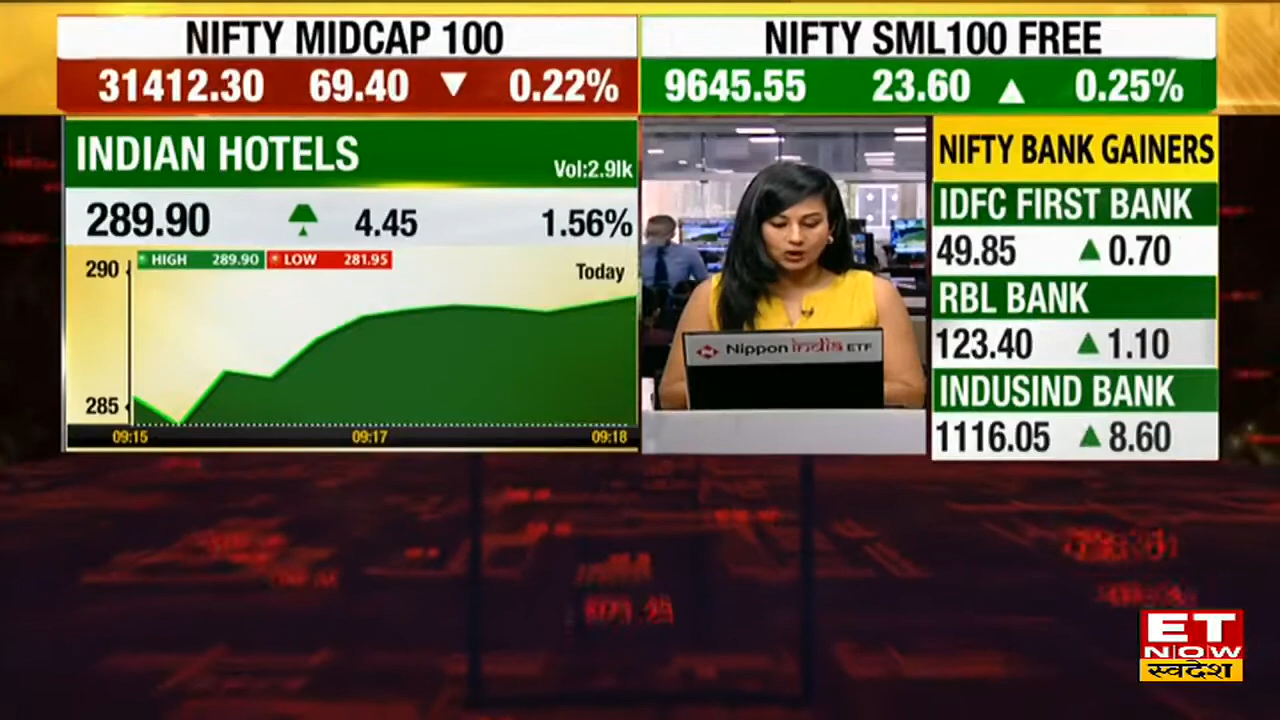 NIFTY MIDCAP 100
31412.30 69.40 ▼ 0.22%
NIFTY SML100 FREE
9645.55 23.60 ▲ 0.25%
INDIAN HOTELS
Vol:2.9lk
289.90 ▲ 4.45 1.56%
HIGH 289.90 LOW 281.95
Today
290
285
09:15 09:17 09:18
Nippon india ETF
NIFTY BANK GAINERS
IDFC FIRST BANK
49.85 ▲ 0.70
RBL BANK
123.40 ▲ 1.10
INDUSIND BANK
1116.05 ▲ 8.60
ET
NOW
स्वदेश